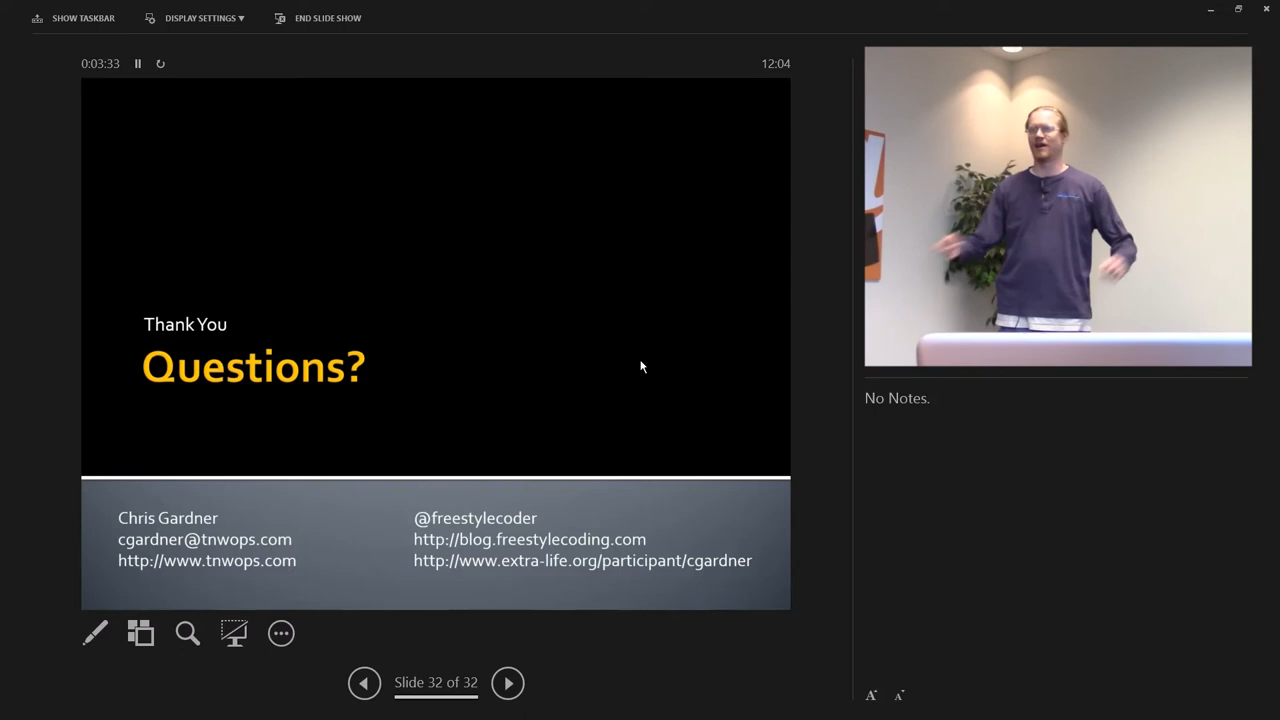 SHOW TASKBAR
DISPLAY SETTINGS ▼
END SLIDE SHOW
0:03:33
12:04
Thank You
Questions?
Chris Gardner
cgardner@tnwops.com
http://www.tnwops.com
@freestylecoder
http://blog.freestylecoding.com
http://www.extra-life.org/participant/cgardner
No Notes.
Slide 32 of 32
A A